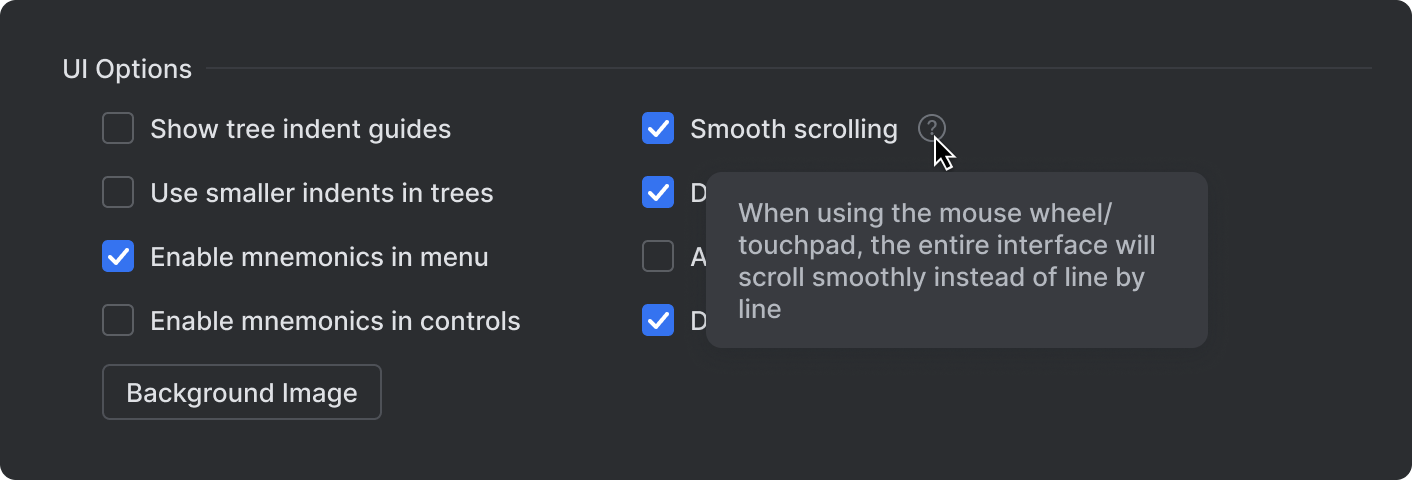 UI Options
Show tree indent guides
Smooth scrolling ?
Use smaller indents in trees
Enable mnemonics in menu
Enable mnemonics in controls
When using the mouse wheel/
touchpad, the entire interface will
scroll smoothly instead of line by
line
Background Image